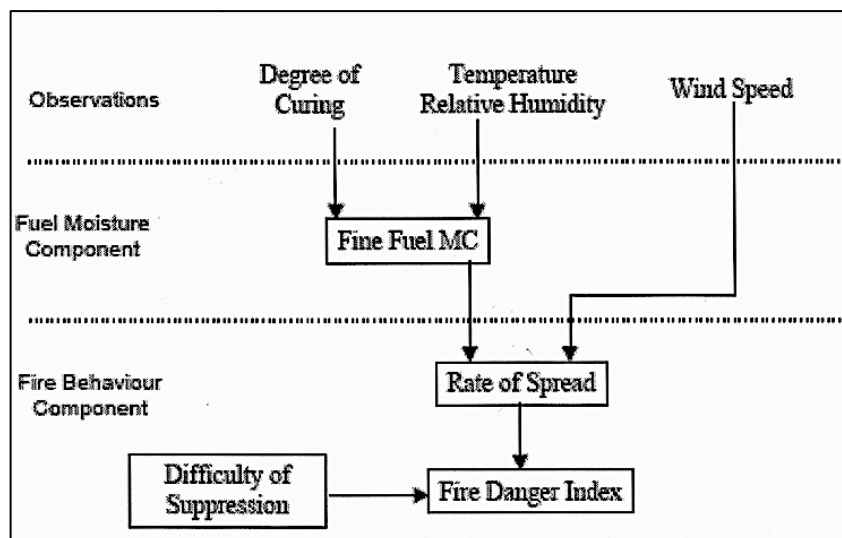 Observations
Degree of
Curing
Temperature
Relative Humidity
Wind Speed
Fuel Moisture
Component
Fine Fuel MC
Fire Behaviour
Component
Rate of Spread
Difficulty of
Suppression
Fire Danger Index